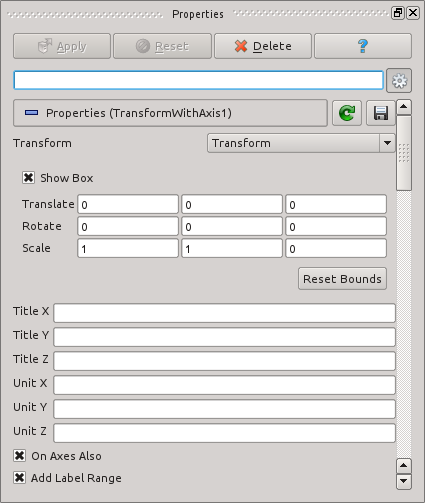 Properties
Apply Reset Delete ?
Properties (TransformWithAxis1)
Transform Transform
Show Box
Translate 0 0 0
Rotate 0 0 0
Scale 1 1 0
Reset Bounds
Title X
Title Y
Title Z
Unit X
Unit Y
Unit Z
On Axes Also
Add Label Range